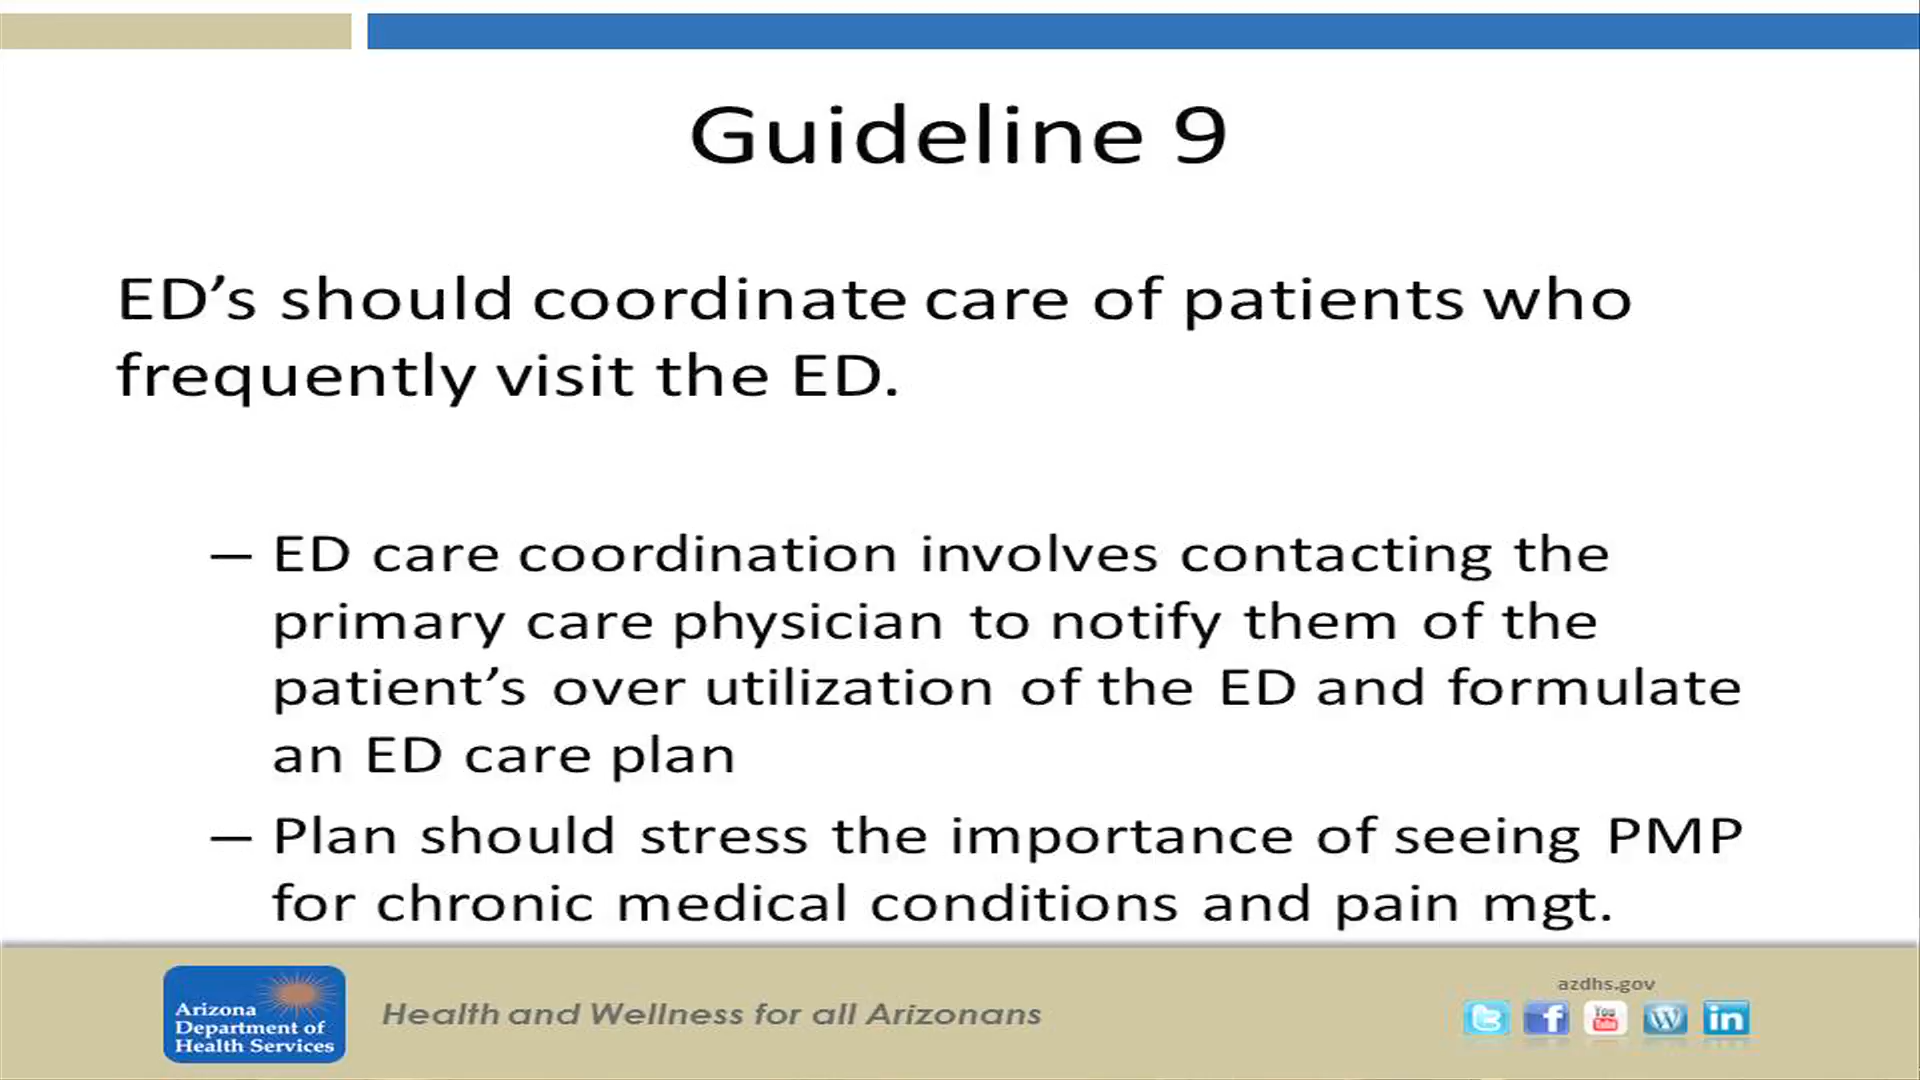 Guideline 9
ED’s should coordinate care of patients who
frequently visit the ED.
– ED care coordination involves contacting the
primary care physician to notify them of the
patient’s over utilization of the ED and formulate
an ED care plan
– Plan should stress the importance of seeing PMP
for chronic medical conditions and pain mgt.
Arizona
Department of
Health Services
Health and Wellness for all Arizonans
azdhs.gov
You
Tube